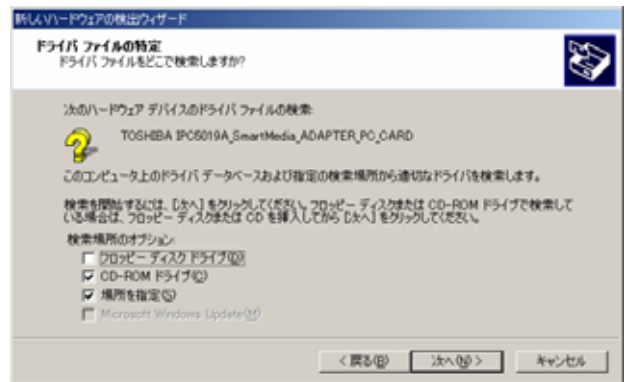 新しいハードウェアの検出ウィザード
ドライバ ファイルの特定
ドライバ ファイルをどこで検索しますか?
次のハードウェア デバイスのドライバ ファイルの検索:
TOSHIBA IPC5019A_SmartMedia_ADAPTER_PC_CARD
このコンピュータ上のドライバ データベースおよび指定の検索場所から適切なドライバを検索します。
検索を開始するには、[次へ] をクリックしてください。フロッピー ディスクまたは CD-ROM ドライブで検索して
いる場合は、フロッピー ディスクまたは CD を挿入してから [次へ] をクリックしてください。
検索場所のオプション:
フロッピー ディスク ドライブ(D)
CD-ROM ドライブ(C)
場所を指定(S)
Microsoft Windows Update(M)
< 戻る(B)
次へ(N) >
キャンセル